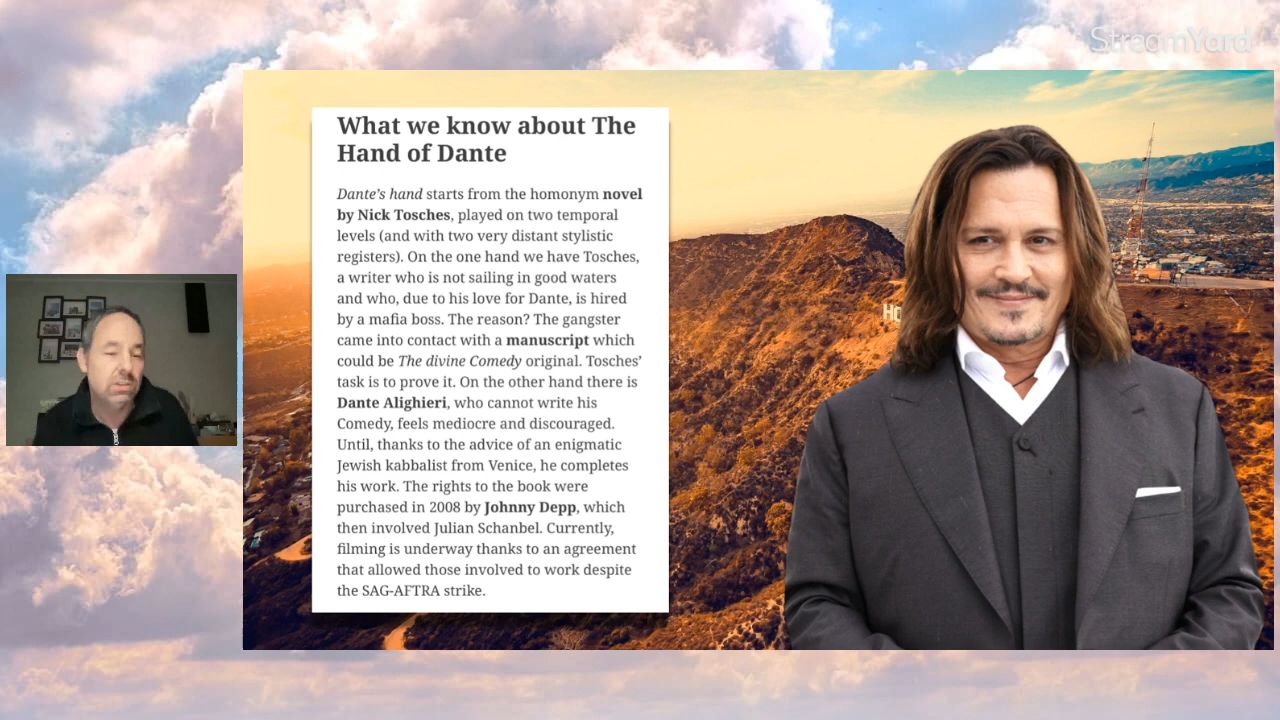 StreamYard
What we know about The
Hand of Dante
Dante's hand starts from the homonym novel
by Nick Tosches, played on two temporal
levels (and with two very distant stylistic
registers). On the one hand we have Tosches,
a writer who is not sailing in good waters
and who, due to his love for Dante, is hired
by a mafia boss. The reason? The gangster
came into contact with a manuscript which
could be The divine Comedy original. Tosches'
task is to prove it. On the other hand there is
Dante Alighieri, who cannot write his
Comedy, feels mediocre and discouraged.
Until, thanks to the advice of an enigmatic
Jewish kabbalist from Venice, he completes
his work. The rights to the book were
purchased in 2008 by Johnny Depp, which
then involved Julian Schanbel. Currently,
filming is underway thanks to an agreement
that allowed those involved to work despite
the SAG-AFTRA strike.
HO